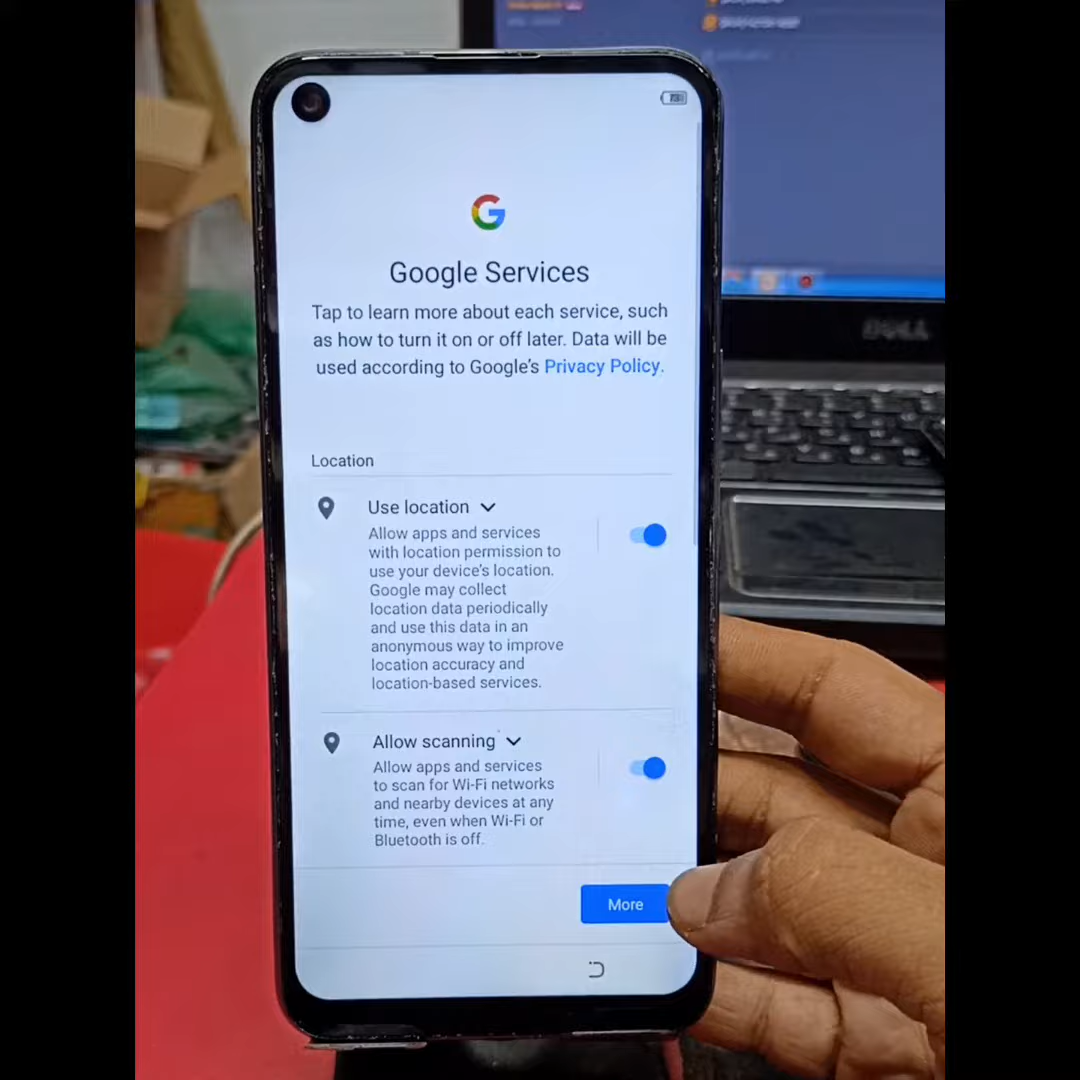 Google Services
Tap to learn more about each service, such
as how to turn it on or off later. Data will be
used according to Google's Privacy Policy.
Location
Use location
Allow apps and services
with location permission to
use your device's location.
Google may collect
location data periodically
and use this data in an
anonymous way to improve
location accuracy and
location-based services.
Allow scanning
Allow apps and services
to scan for Wi-Fi networks
and nearby devices at any
time, even when Wi-Fi or
Bluetooth is off.
More
DELL